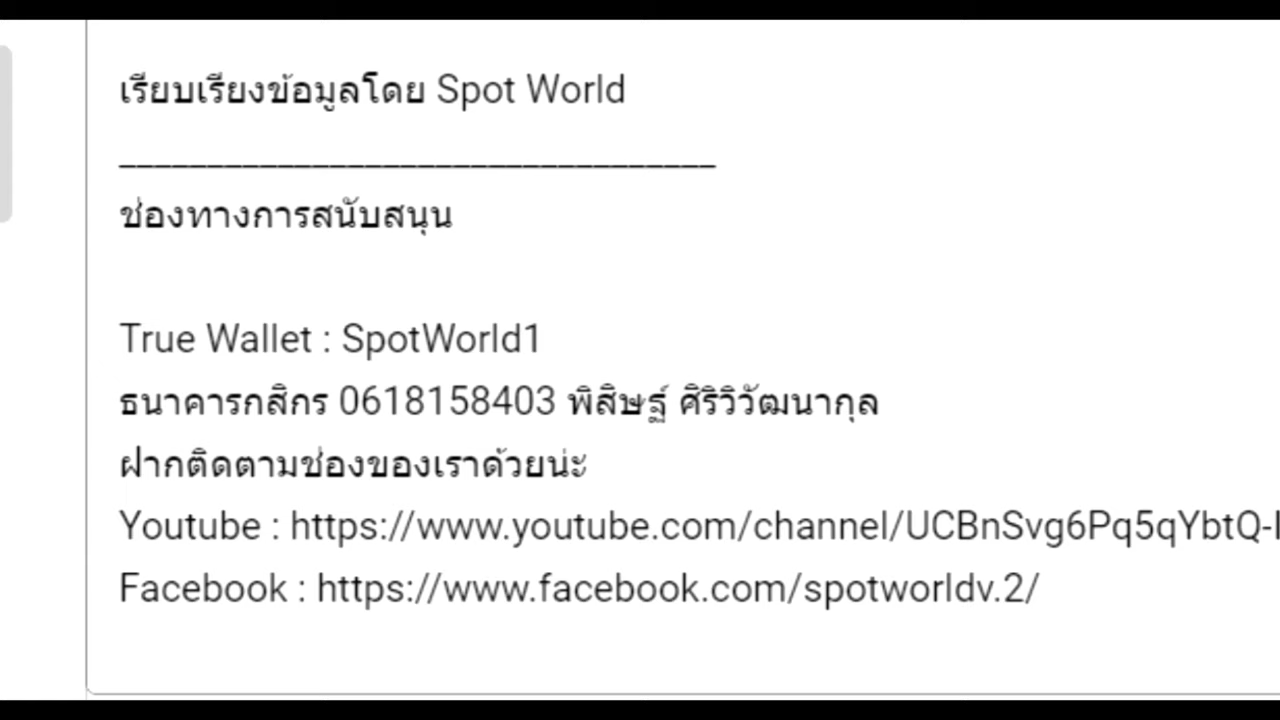 เรียบเรียงข้อมูลโดย Spot World
__________________________________
ช่องทางการสนับสนุน
True Wallet : SpotWorld1
ธนาคารกสิกร 0618158403 พิสิษฐ์ ศิริวิวัฒนากุล
ฝากติดตามช่องของเราด้วยน่ะ
Youtube : https://www.youtube.com/channel/UCBnSvg6Pq5qYbtQ-
Facebook : https://www.facebook.com/spotworldv.2/